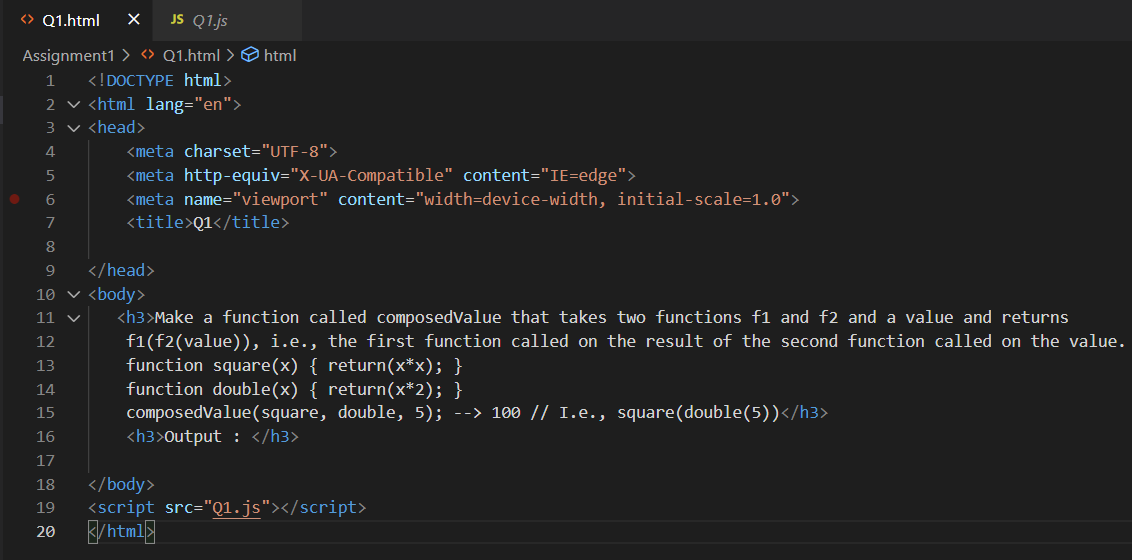 <> Q1.html × JS Q1.js
Assignment1 > <> Q1.html > html
1 <!DOCTYPE html>
2 <html lang="en">
3 <head>
4 <meta charset="UTF-8">
5 <meta http-equiv="X-UA-Compatible" content="IE=edge">
6 <meta name="viewport" content="width=device-width, initial-scale=1.0">
7 <title>Q1</title>
8
9 </head>
10 <body>
11 <h3>Make a function called composedValue that takes two functions f1 and f2 and a value and returns
12 f1(f2(value)), i.e., the first function called on the result of the second function called on the value.
13 function square(x) { return(x*x); }
14 function double(x) { return(x*2); }
15 composedValue(square, double, 5); --> 100 // I.e., square(double(5))</h3>
16 <h3>Output : </h3>
17
18 </body>
19 <script src="Q1.js"></script>
20 </html>